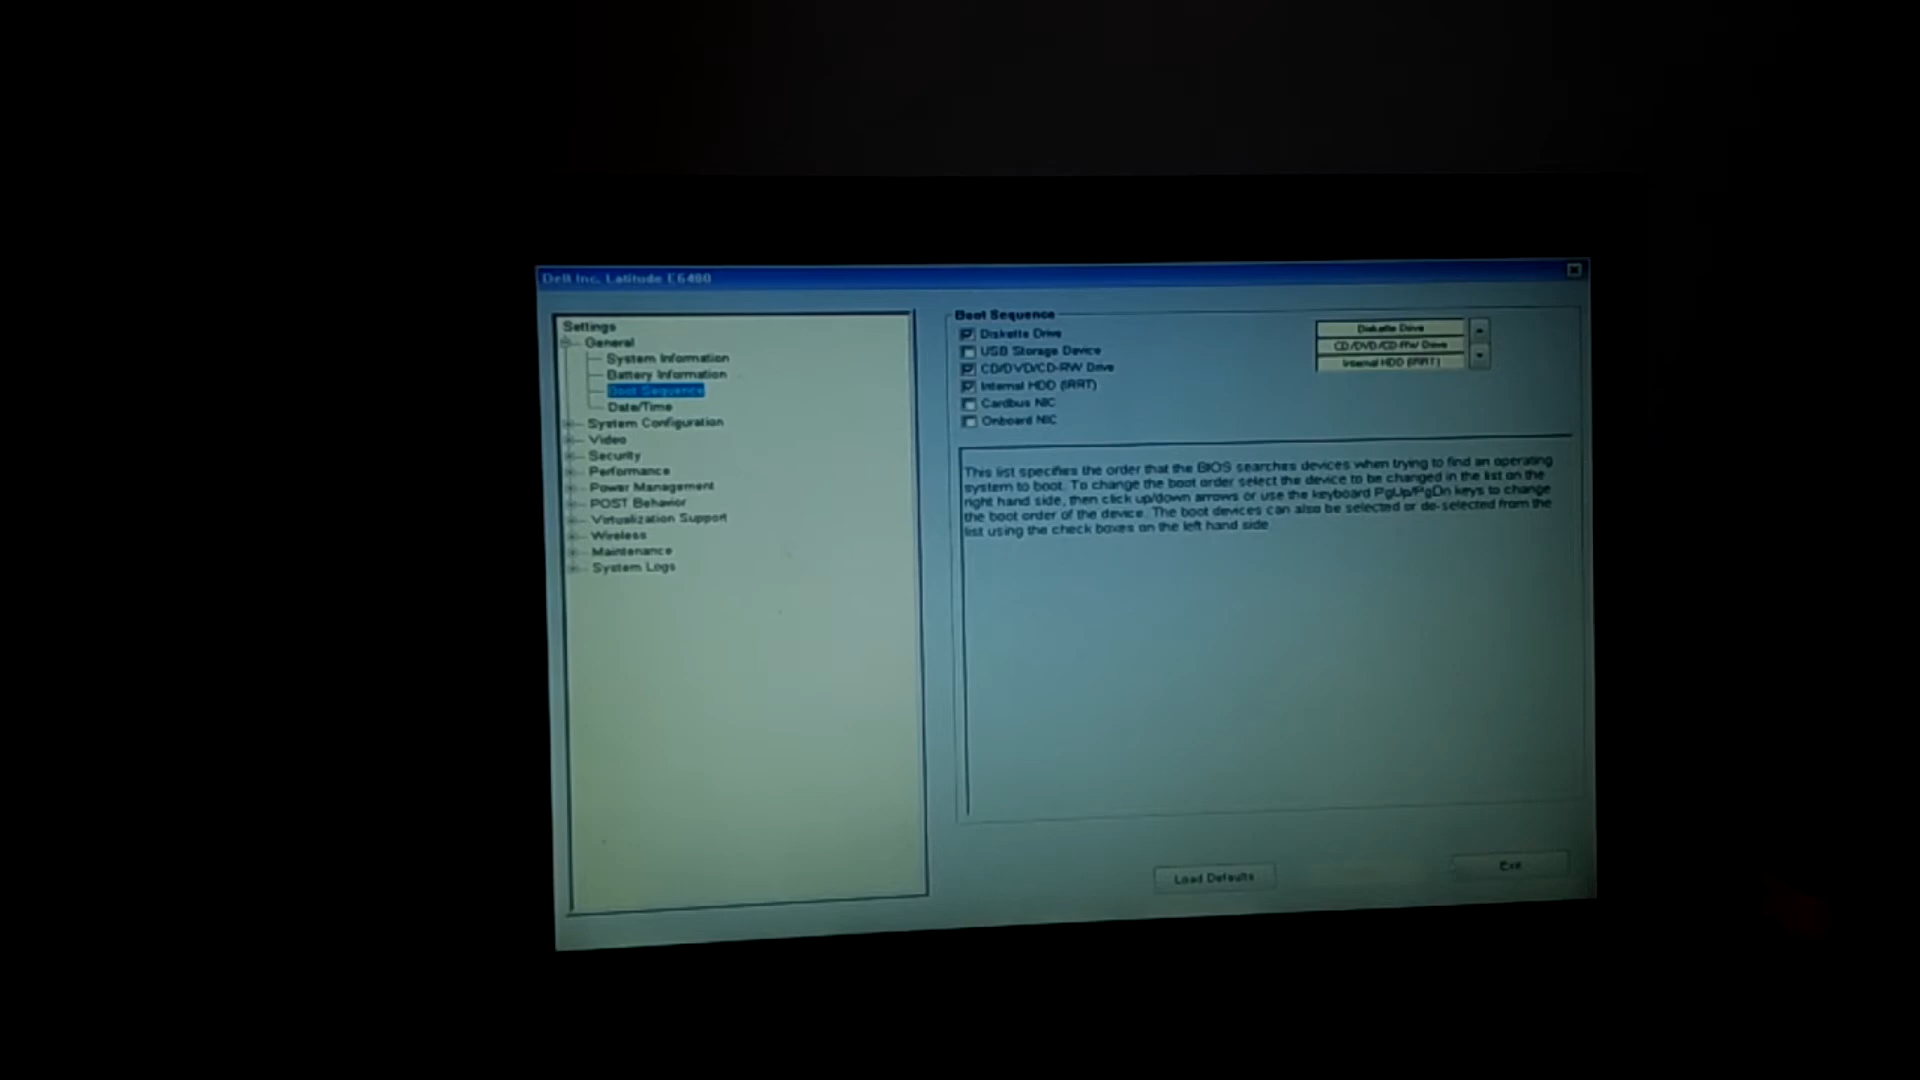 Dell Inc. Latitude E6400
Settings
General
System Information
Battery Information
Boot Sequence
Date/Time
System Configuration
Video
Security
Performance
Power Management
POST Behavior
Virtualization Support
Wireless
Maintenance
System Logs
Boot Sequence
Diskette Drive
USB Storage Device
CD/DVD/CD-RW Drive
Internal HDD (IRRT)
Cardbus NIC
Onboard NIC
Diskette Drive
CD/DVD/CD-RW Drive
Internal HDD (IRRT)
This list specifies the order that the BIOS searches devices when trying to find an operating
system to boot. To change the boot order select the device to be changed in the list on the
right hand side, then click up/down arrows or use the keyboard PgUp/PgDn keys to change
the boot order of the device. The boot devices can also be selected or de-selected from the
list using the check boxes on the left hand side.
Load Defaults
Exit